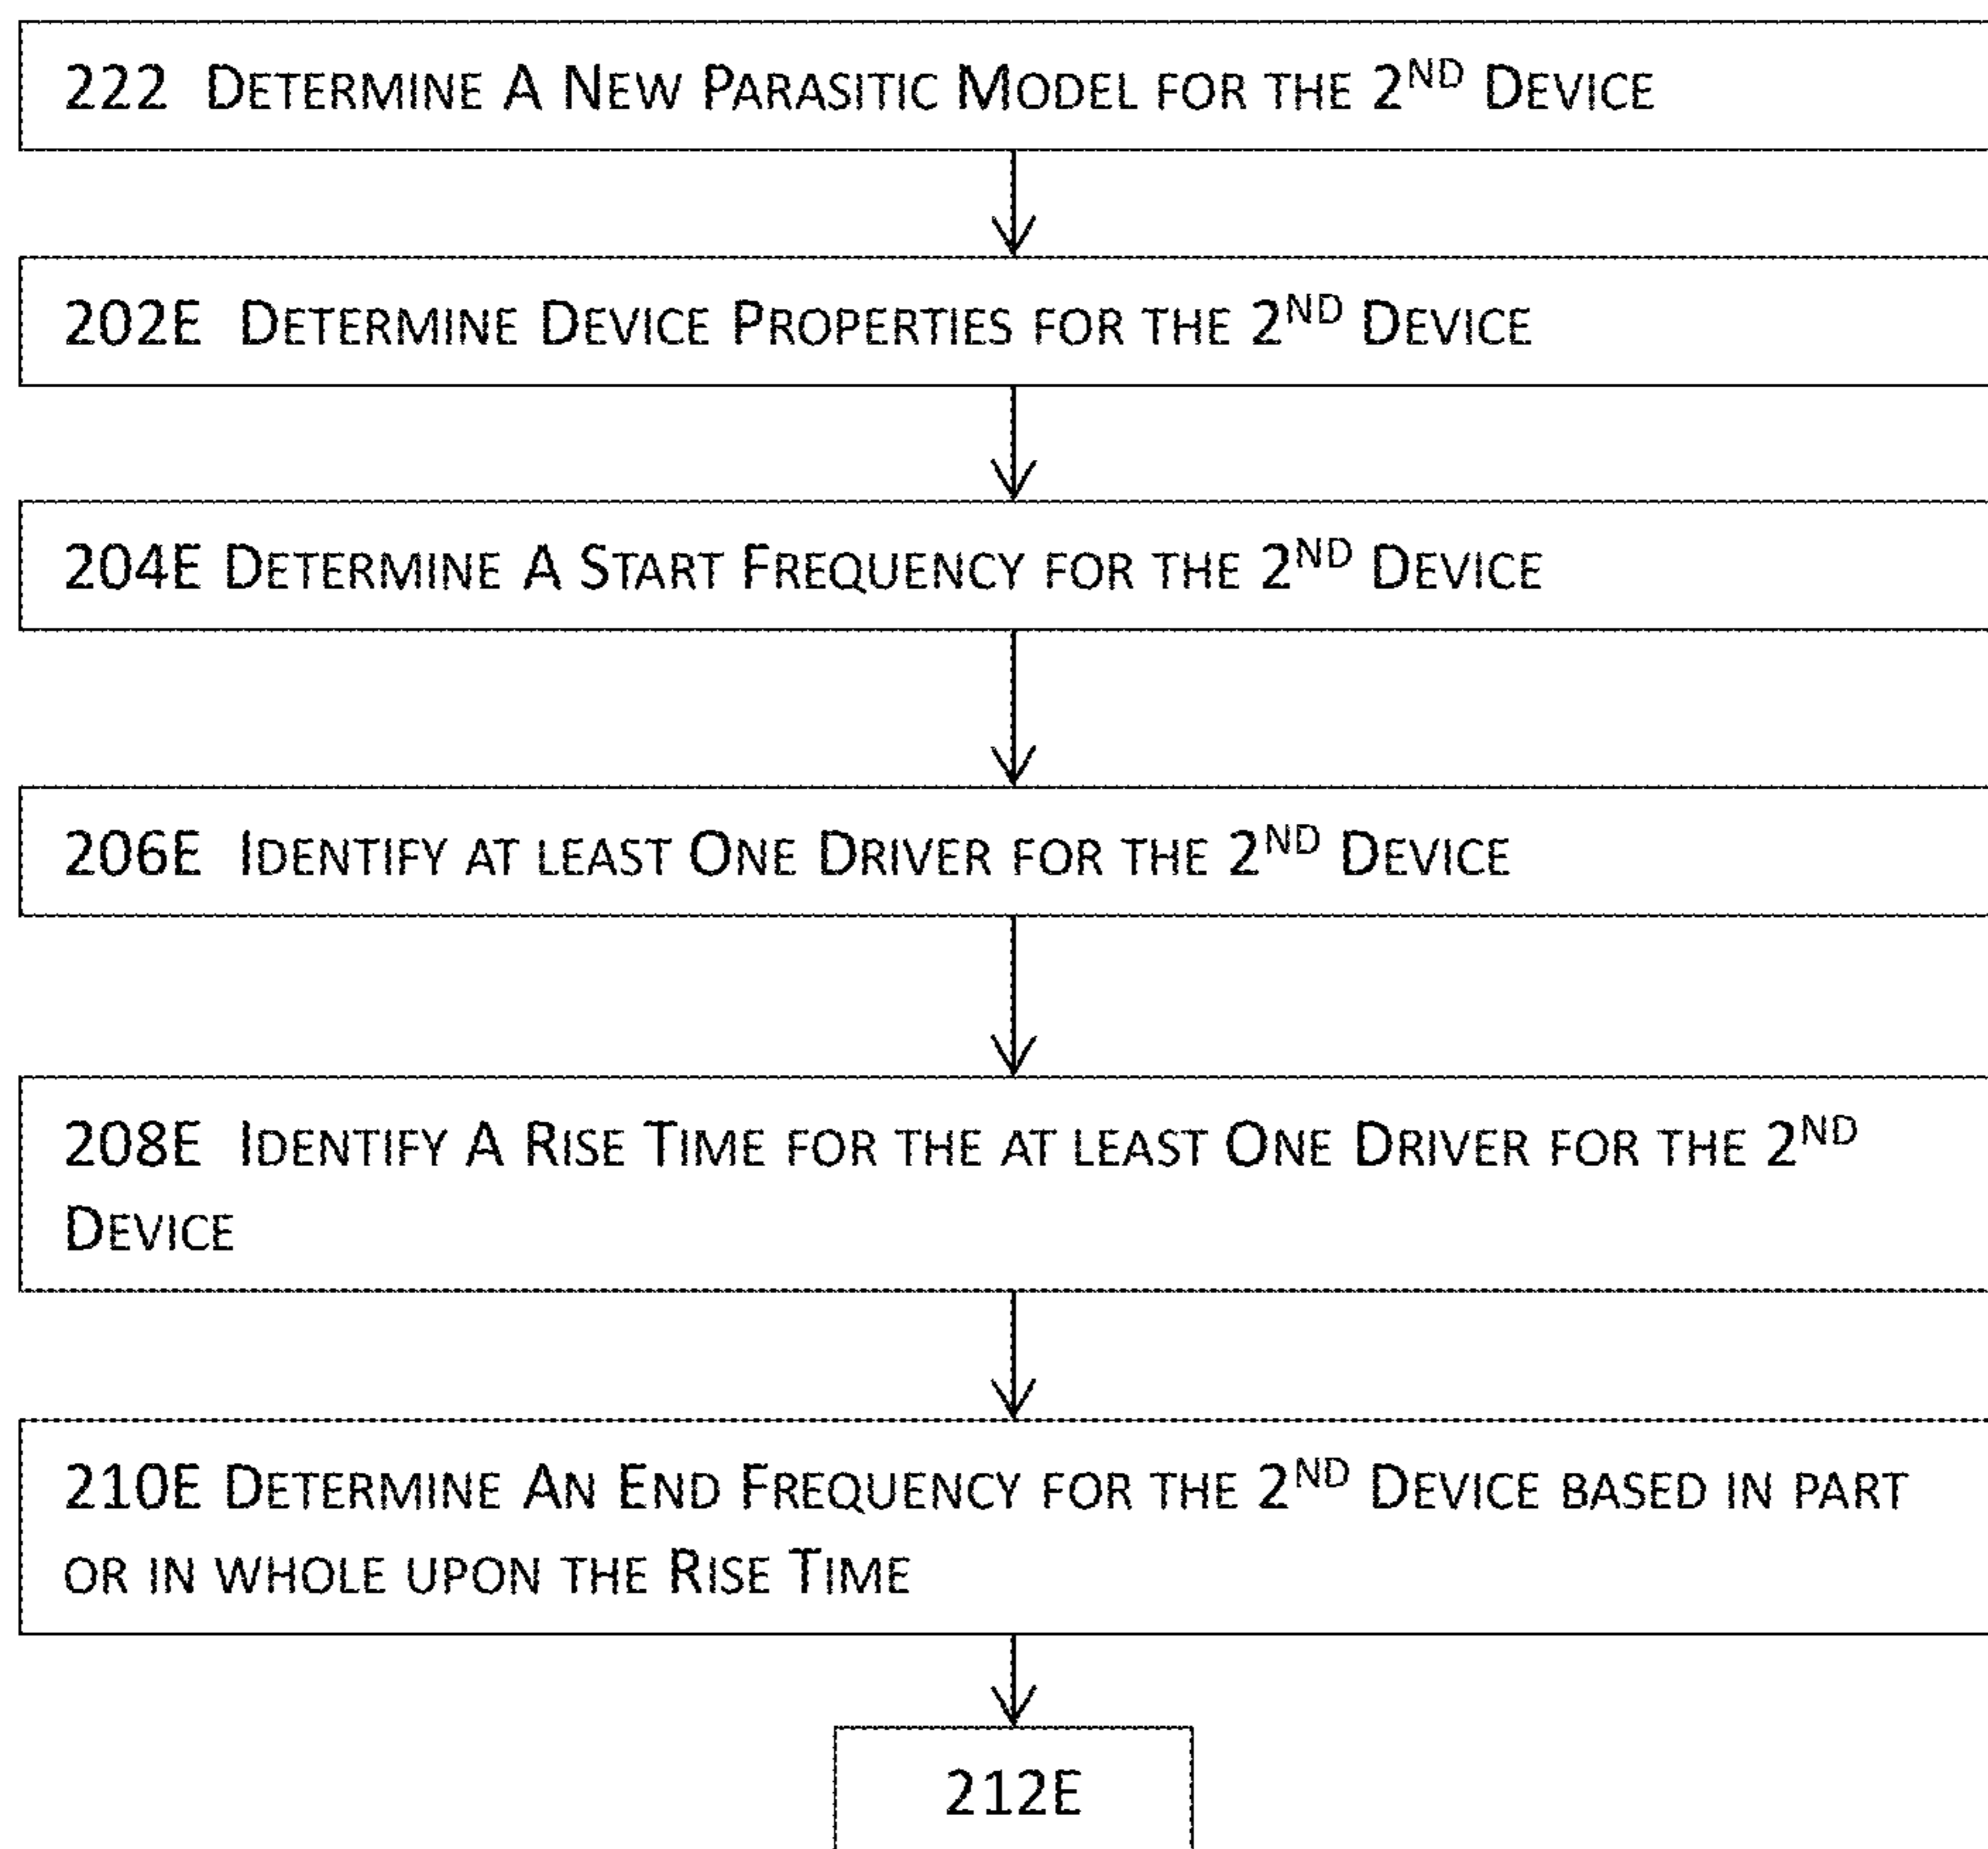 222 Determine A New Parasitic Model for the 2ND Device
202E Determine Device Properties for the 2ND Device
204E Determine A Start Frequency for the 2ND Device
206E Identify at least One Driver for the 2ND Device
208E Identify A Rise Time for the at least One Driver for the 2ND
Device
210E Determine An End Frequency for the 2ND Device based in part
or in whole upon the Rise Time
212E